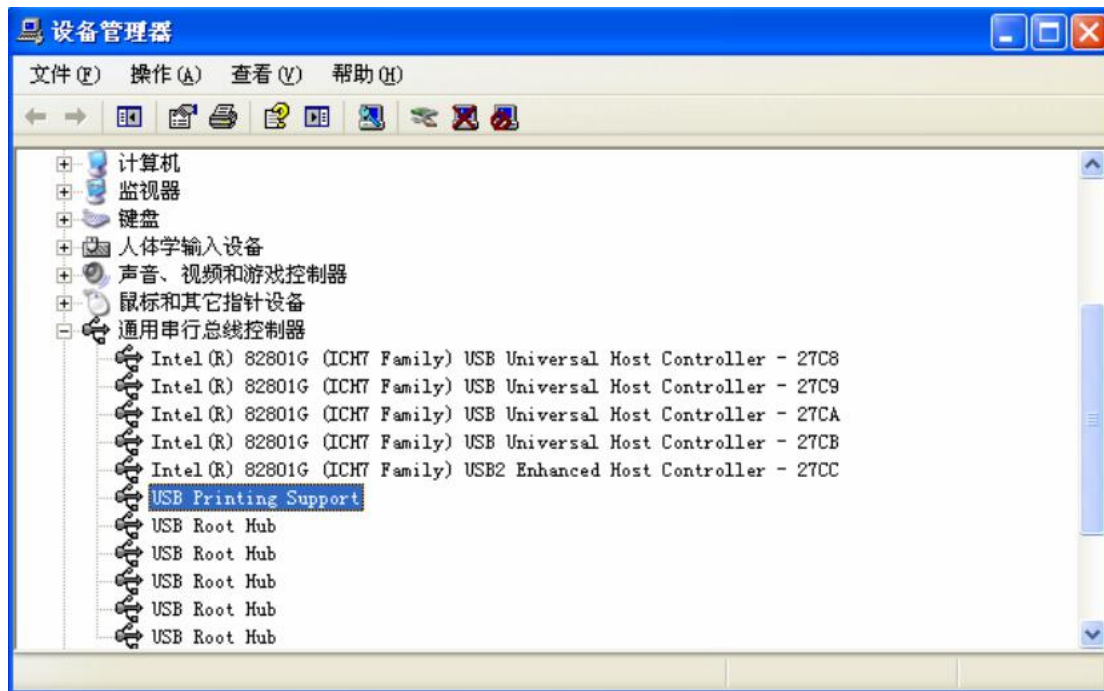 设备管理器
文件(F) 操作(A) 查看(V) 帮助(H)
计算机
监视器
键盘
人体学输入设备
声音、视频和游戏控制器
鼠标和其它指针设备
通用串行总线控制器
Intel(R) 82801G (ICH7 Family) USB Universal Host Controller - 27C8
Intel(R) 82801G (ICH7 Family) USB Universal Host Controller - 27C9
Intel(R) 82801G (ICH7 Family) USB Universal Host Controller - 27CA
Intel(R) 82801G (ICH7 Family) USB Universal Host Controller - 27CB
Intel(R) 82801G (ICH7 Family) USB2 Enhanced Host Controller - 27CC
USB Printing Support
USB Root Hub
USB Root Hub
USB Root Hub
USB Root Hub
USB Root Hub